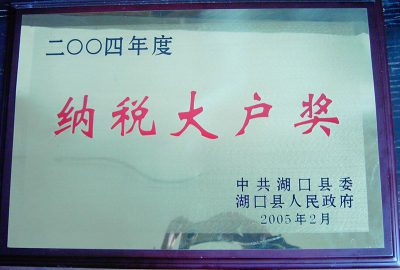 二〇〇四年度
纳税大户奖
中共湖口县委
湖口县人民政府
2005年2月